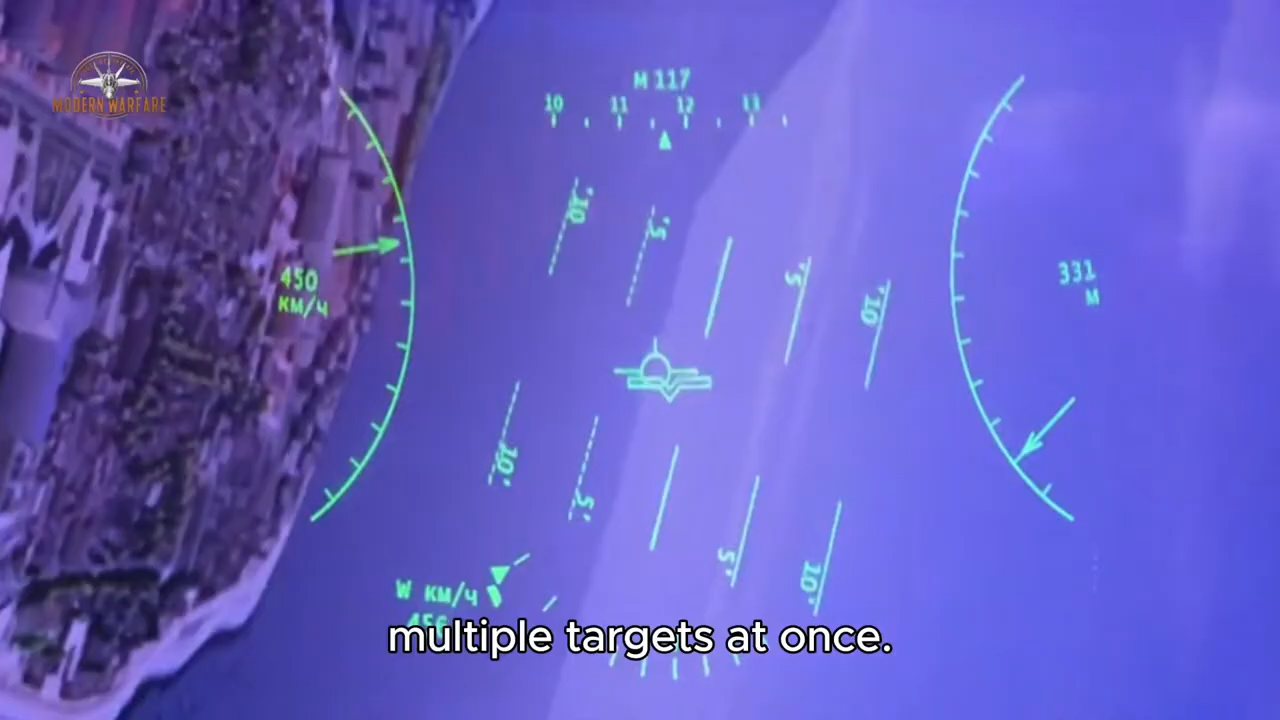 MODERN WARFARE
M 117
10 11 12 13
10'
5'
5'
10'
450
КМ/Ч
331
М
10'
5'
5'
10'
W КМ/Ч
456
multiple targets at once.